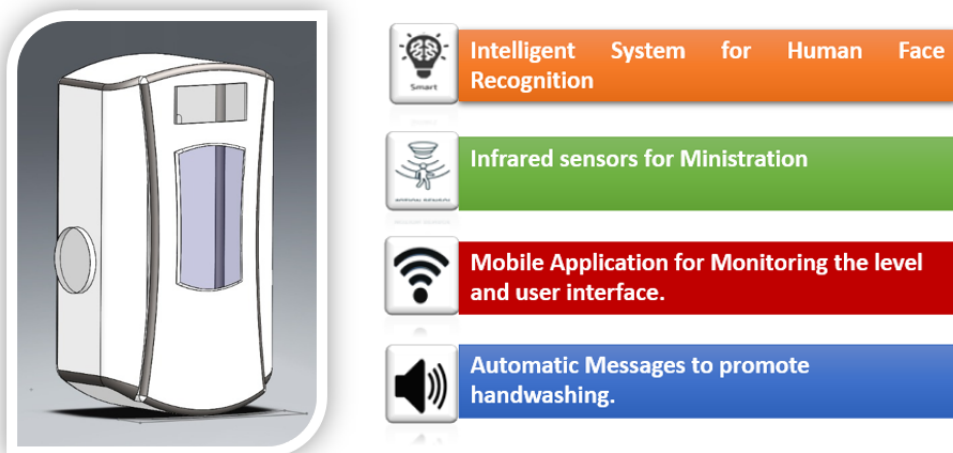 Smart
Intelligent System for Human Face
Recognition
Infrared sensors for Ministration
Mobile Application for Monitoring the level
and user interface.
Automatic Messages to promote
handwashing.